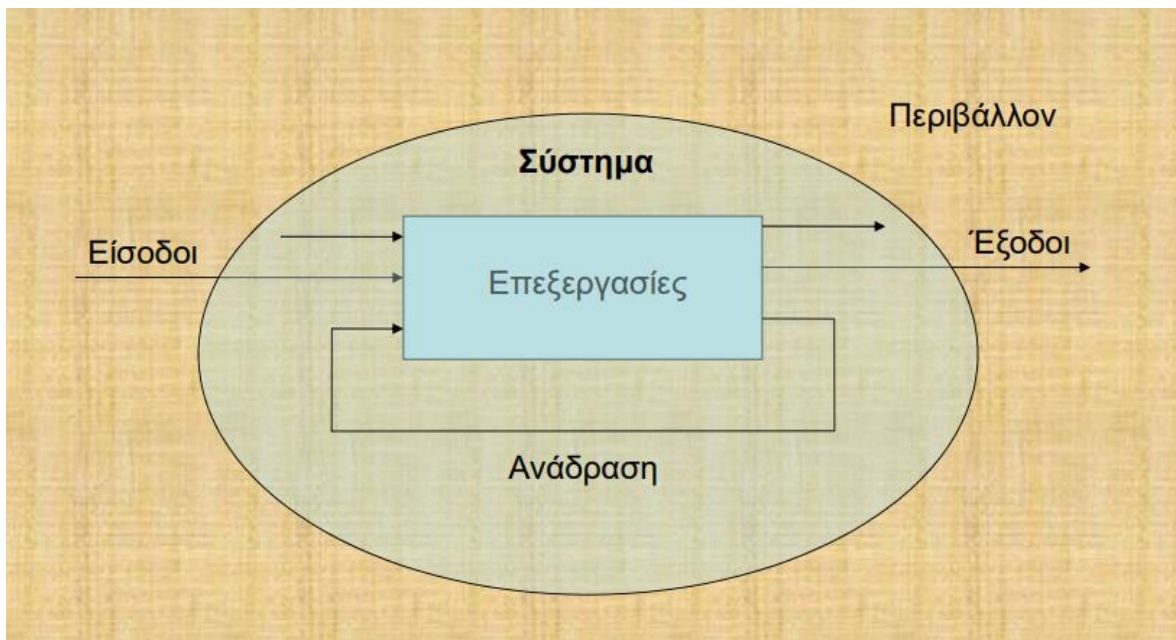 Περιβάλλον
Σύστημα
Είσοδοι
Έξοδοι
Επεξεργασίες
Ανάδραση